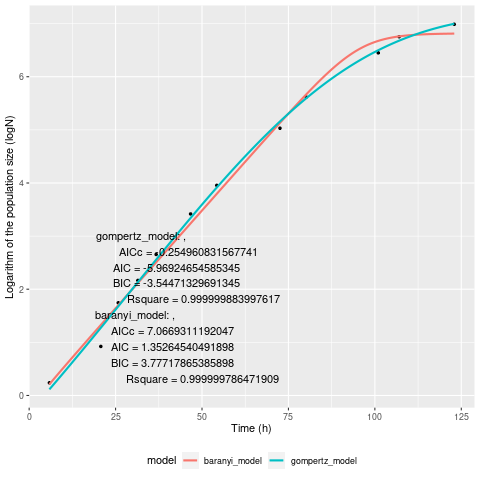 Logarithm of the population size (logN)
6
4
2
0
gompertz_model: ,
AICc = -0.254960831567741
AIC = -5.96924654585345
BIC = -3.54471329691345
Rsquare = 0.999999883997617
baranyi_model: ,
AICc = 7.0669311192047
AIC = 1.35264540491898
BIC = 3.77717865385898
Rsquare = 0.999999786471909
0 25 50 75 100 125
Time (h)
model baranyi_model gompertz_model